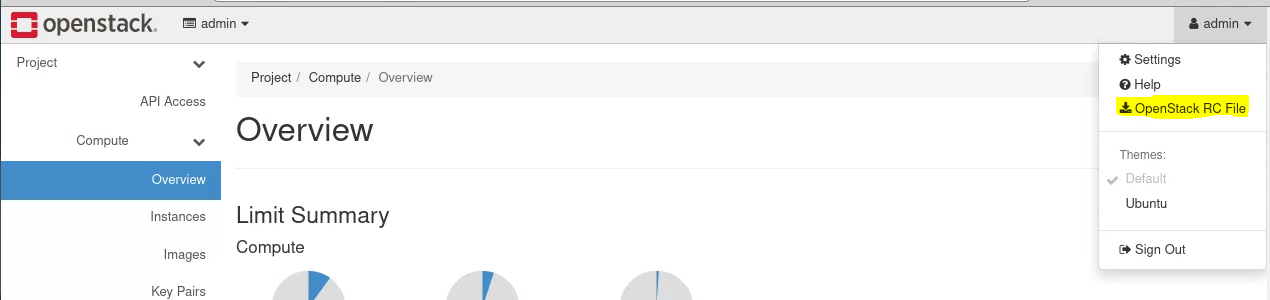 openstack.
admin
admin
Project
API Access
Compute
Overview
Instances
Images
Key Pairs
Project / Compute / Overview
Overview
Limit Summary
Compute
Settings
Help
OpenStack RC File
Themes:
Default
Ubuntu
Sign Out